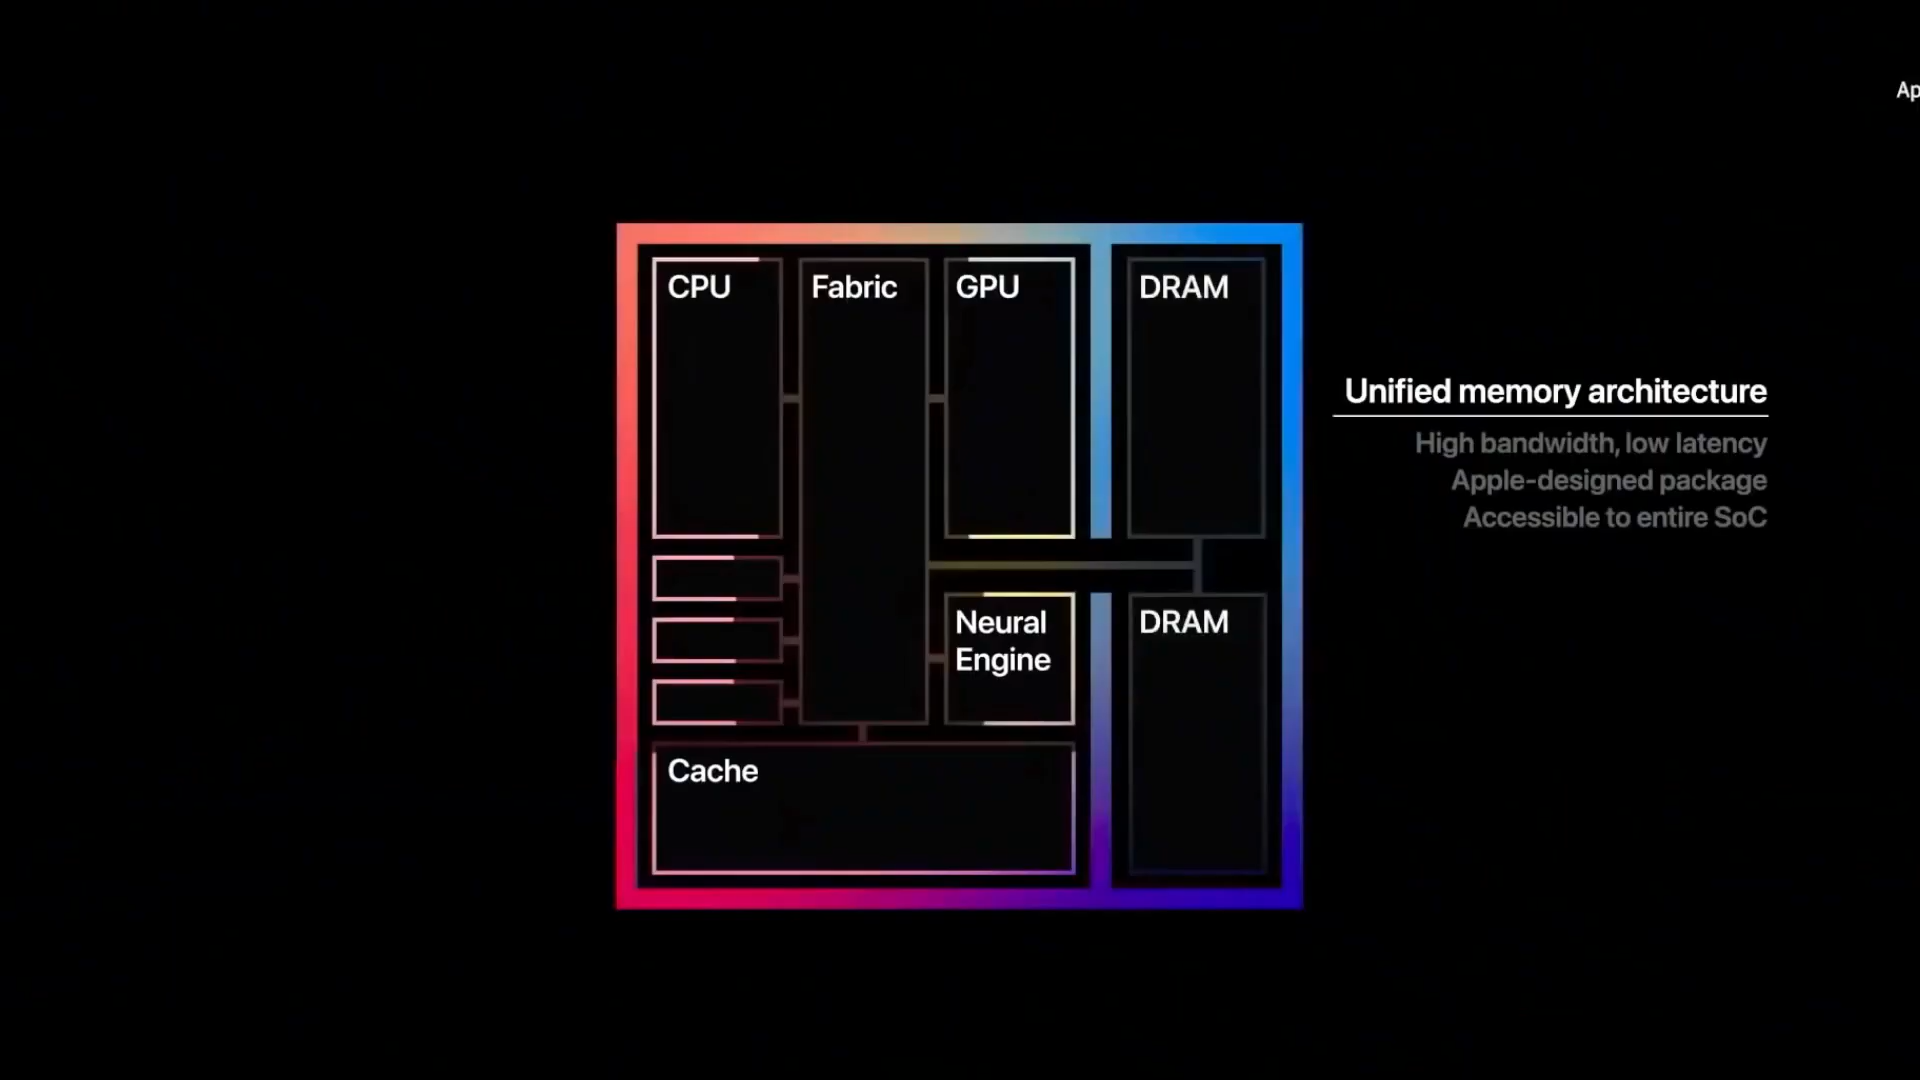 Ap
CPU
Fabric
GPU
DRAM
Unified memory architecture
High bandwidth, low latency
Apple-designed package
Accessible to entire SoC
Neural
Engine
DRAM
Cache